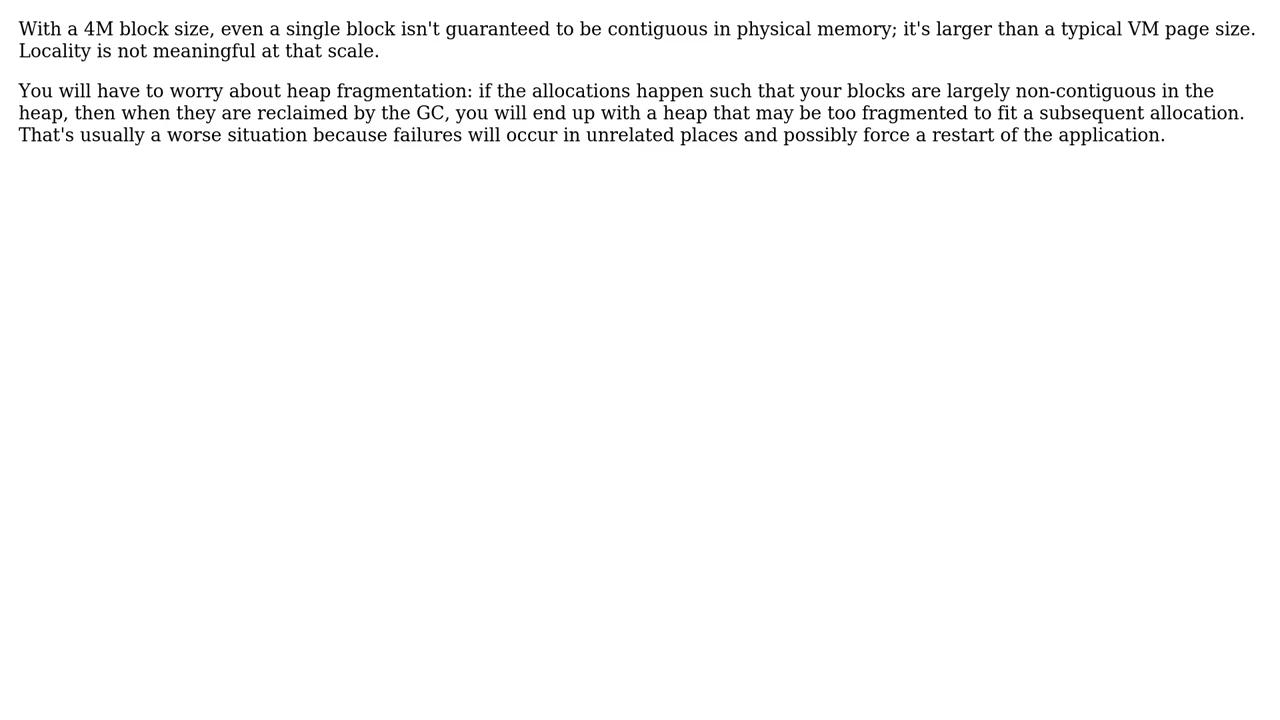 With a 4M block size, even a single block isn't guaranteed to be contiguous in physical memory; it's larger than a typical VM page size.
Locality is not meaningful at that scale.
You will have to worry about heap fragmentation: if the allocations happen such that your blocks are largely non-contiguous in the
heap, then when they are reclaimed by the GC, you will end up with a heap that may be too fragmented to fit a subsequent allocation.
That's usually a worse situation because failures will occur in unrelated places and possibly force a restart of the application.